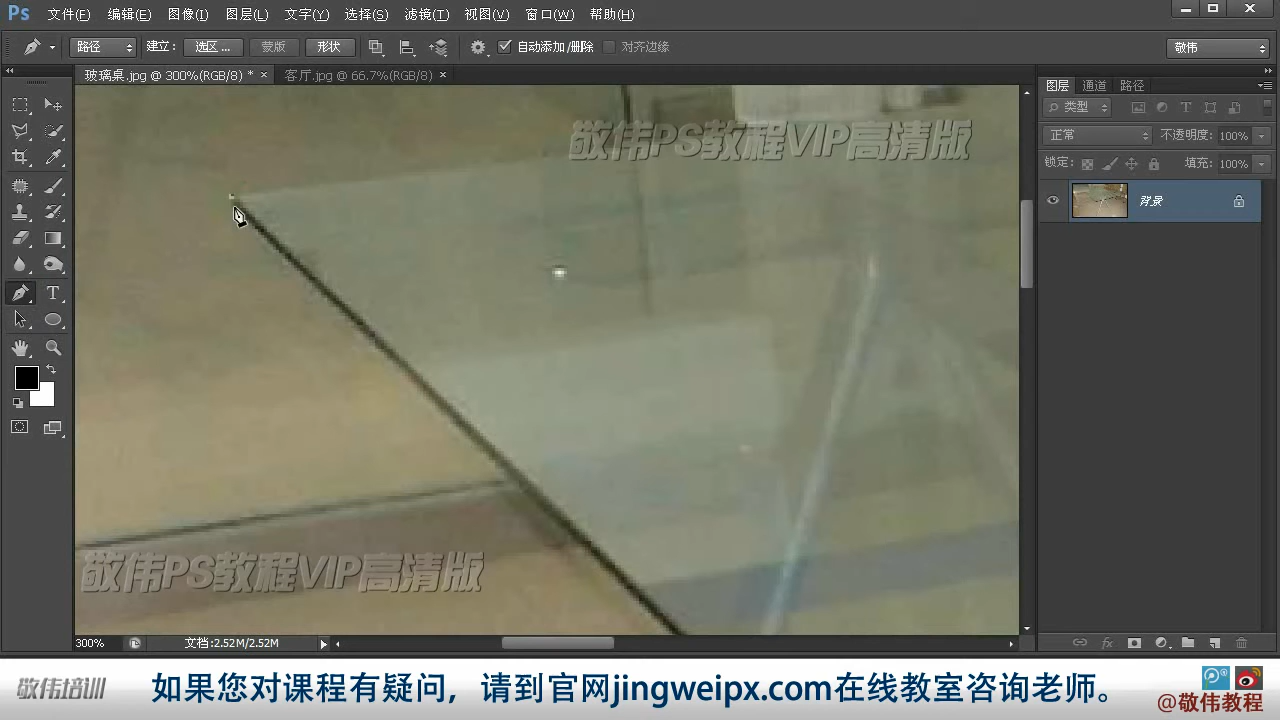 Ps 文件(F) 编辑(E) 图像(I) 图层(L) 文字(Y) 选择(S) 滤镜(T) 视图(V) 窗口(W) 帮助(H)
路径 建立: 选区... 蒙版 形状 自动添加/删除 对齐边缘 敬伟
玻璃桌.jpg @ 300%(RGB/8) * × 客厅.jpg @ 66.7%(RGB/8) ×
图层 通道 路径
类型
正常 不透明度: 100%
锁定: 填充: 100%
背景
敬伟PS教程VIP高清版
敬伟PS教程VIP高清版
300% 文档:2.52M/2.52M
敬伟培训 如果您对课程有疑问，请到官网jingweipx.com在线教室咨询老师。 @敬伟教程